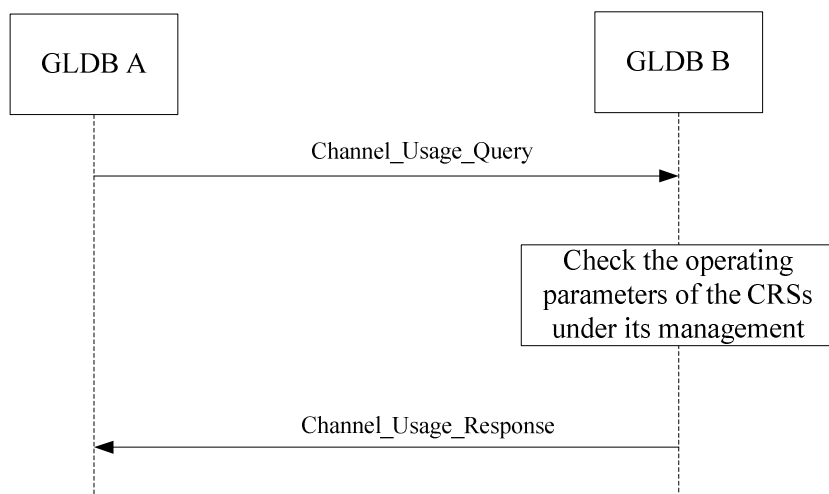 GLDB A
GLDB B
Channel_Usage_Query
Check the operating
parameters of the CRSs
under its management
Channel_Usage_Response